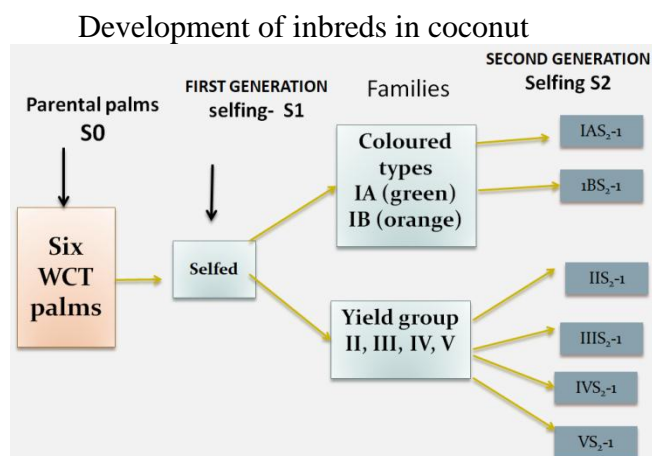 Development of inbreds in coconut
Parental palms
S0
Six
WCT
palms
FIRST GENERATION
selfing- S1
Selfed
Families
Coloured
types
IA (green)
IB (orange)
Yield group
II, III, IV, V
SECOND GENERATION
Selfing S2
IAS₂-1
1BS₂-1
IIS₂-1
IIIS₂-1
IVS₂-1
VS₂-1